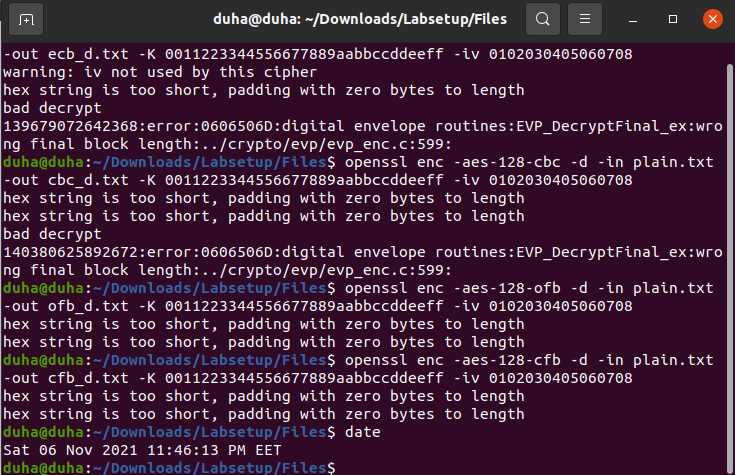 duha@duha: ~/Downloads/Labsetup/Files
-out ecb_d.txt -K 0011223344556677889aabbccddeeff -iv 0102030405060708
warning: iv not used by this cipher
hex string is too short, padding with zero bytes to length
bad decrypt
139679072642368:error:0606506D:digital envelope routines:EVP_DecryptFinal_ex:wro
ng final block length:../crypto/evp/evp_enc.c:599:
duha@duha:~/Downloads/Labsetup/Files$ openssl enc -aes-128-cbc -d -in plain.txt
-out cbc_d.txt -K 0011223344556677889aabbccddeeff -iv 0102030405060708
hex string is too short, padding with zero bytes to length
hex string is too short, padding with zero bytes to length
bad decrypt
140380625892672:error:0606506D:digital envelope routines:EVP_DecryptFinal_ex:wro
ng final block length:../crypto/evp/evp_enc.c:599:
duha@duha:~/Downloads/Labsetup/Files$ openssl enc -aes-128-ofb -d -in plain.txt
-out ofb_d.txt -K 0011223344556677889aabbccddeeff -iv 0102030405060708
hex string is too short, padding with zero bytes to length
hex string is too short, padding with zero bytes to length
duha@duha:~/Downloads/Labsetup/Files$ openssl enc -aes-128-cfb -d -in plain.txt
-out cfb_d.txt -K 0011223344556677889aabbccddeeff -iv 0102030405060708
hex string is too short, padding with zero bytes to length
hex string is too short, padding with zero bytes to length
duha@duha:~/Downloads/Labsetup/Files$ date
Sat 06 Nov 2021 11:46:13 PM EET
duha@duha:~/Downloads/Labsetup/Files$